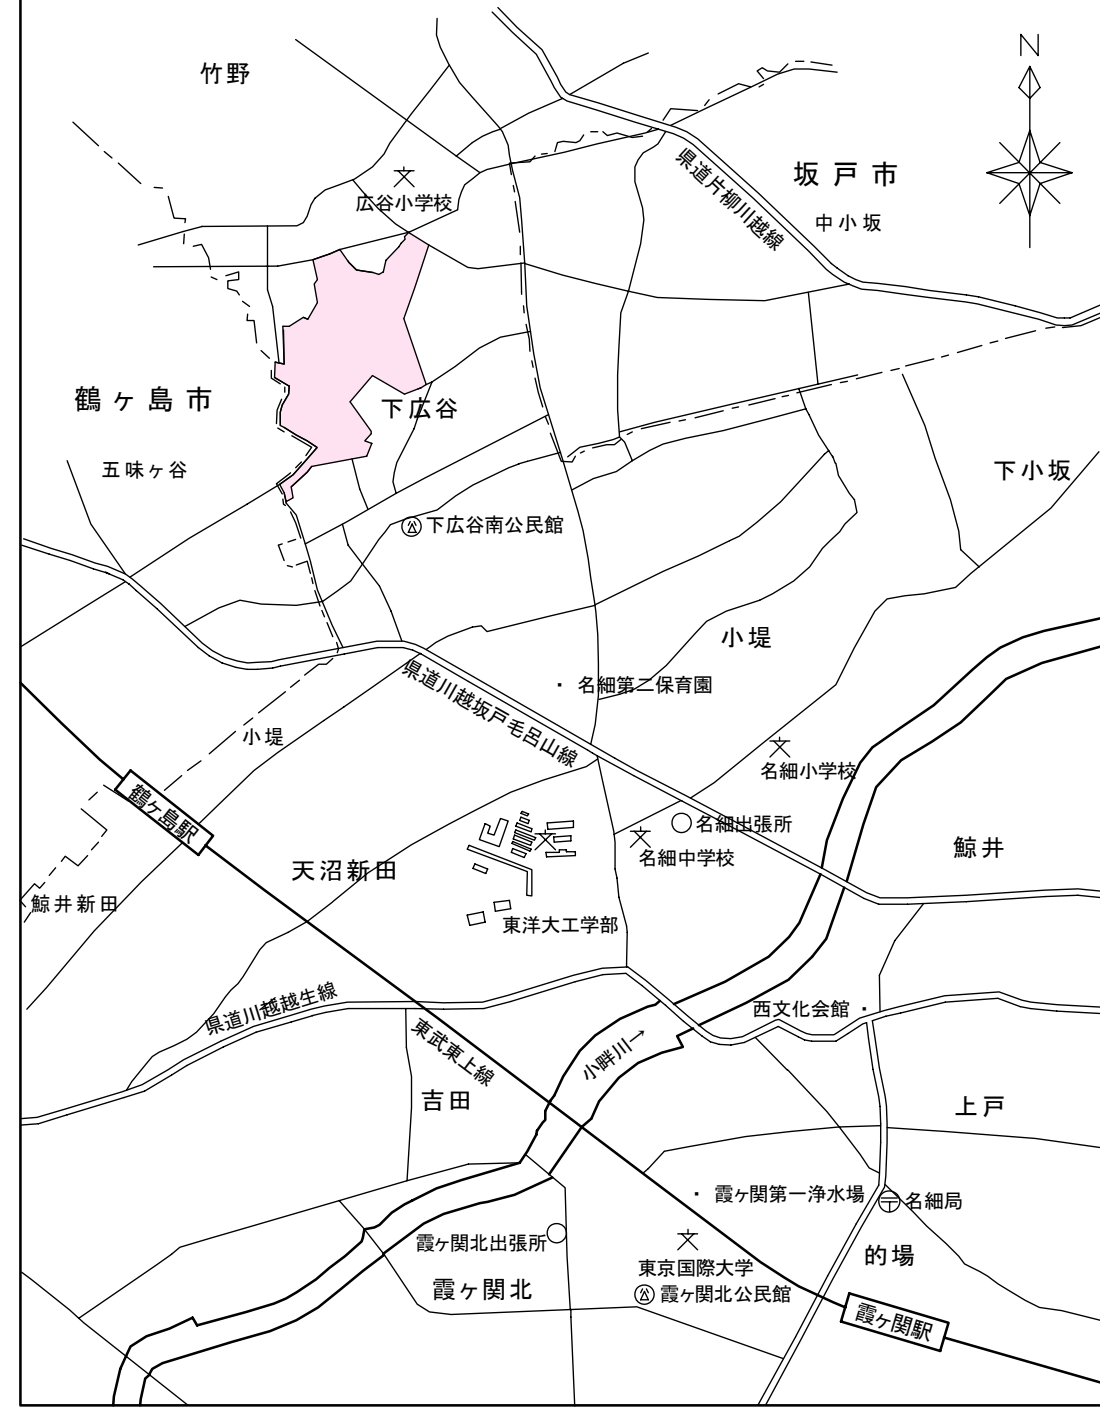 竹野
N
坂戸市
中小坂
県道片柳川越線
広谷小学校
鶴ヶ島市
下広谷
五味ヶ谷
下小坂
下広谷南公民館
小堤
名細第二保育園
県道川越坂戸毛呂山線
小堤
名細小学校
鶴ヶ島駅
名細出張所
名細中学校
鯨井
天沼新田
鯨井新田
東洋大工学部
県道川越越生線
西文化会館
東武東上線
小畔川→
吉田
上戸
霞ヶ関第一浄水場
名細局
霞ヶ関北出張所
的場
東京国際大学
霞ヶ関北
霞ヶ関北公民館
霞ヶ関駅